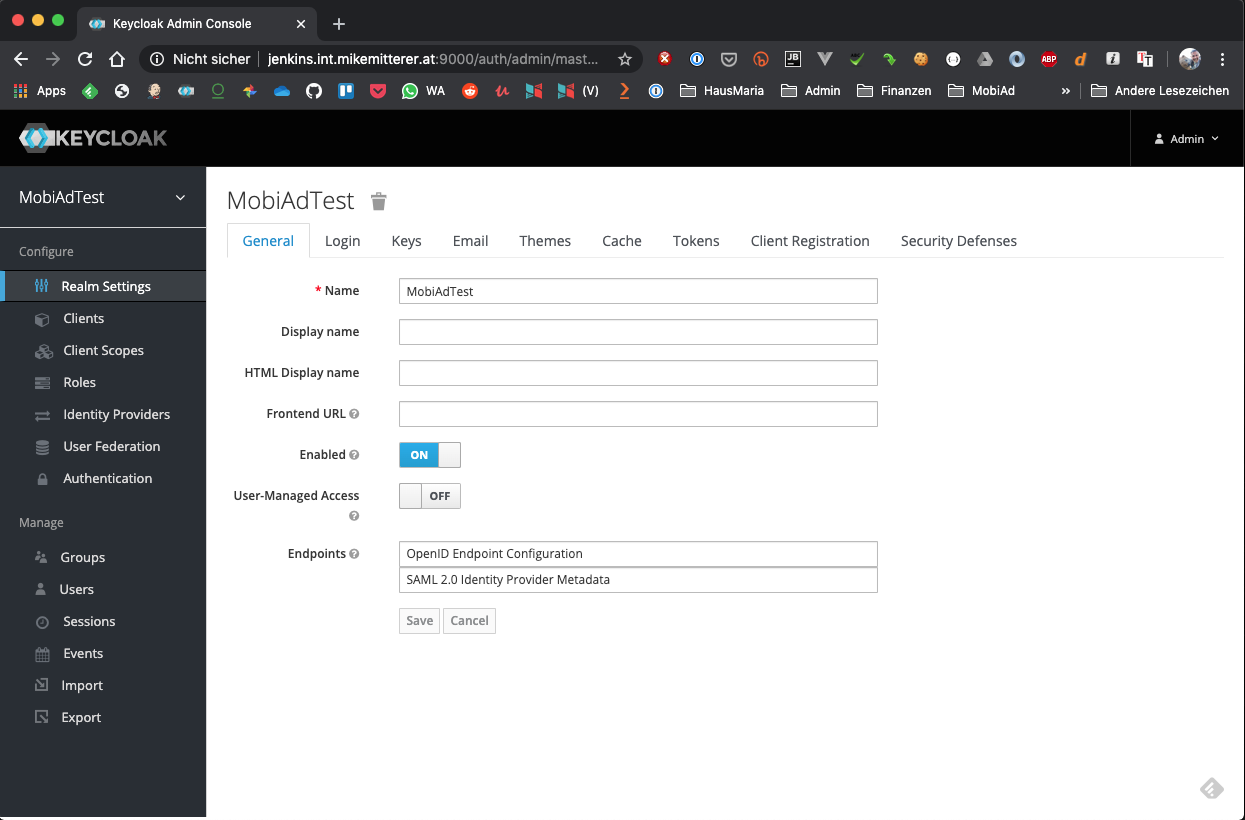 Keycloak Admin Console
Nicht sicher jenkins.int.mikemitterer.at:9000/auth/admin/mast...
Apps WA (V) HausMaria Admin Finanzen MobiAd » Andere Lesezeichen
KEYCLOAK
Admin
MobiAdTest
Configure
Realm Settings
Clients
Client Scopes
Roles
Identity Providers
User Federation
Authentication
Manage
Groups
Users
Sessions
Events
Import
Export
MobiAdTest
General Login Keys Email Themes Cache Tokens Client Registration Security Defenses
* Name MobiAdTest
Display name
HTML Display name
Frontend URL
Enabled ON
User-Managed Access OFF
Endpoints OpenID Endpoint Configuration
SAML 2.0 Identity Provider Metadata
Save Cancel